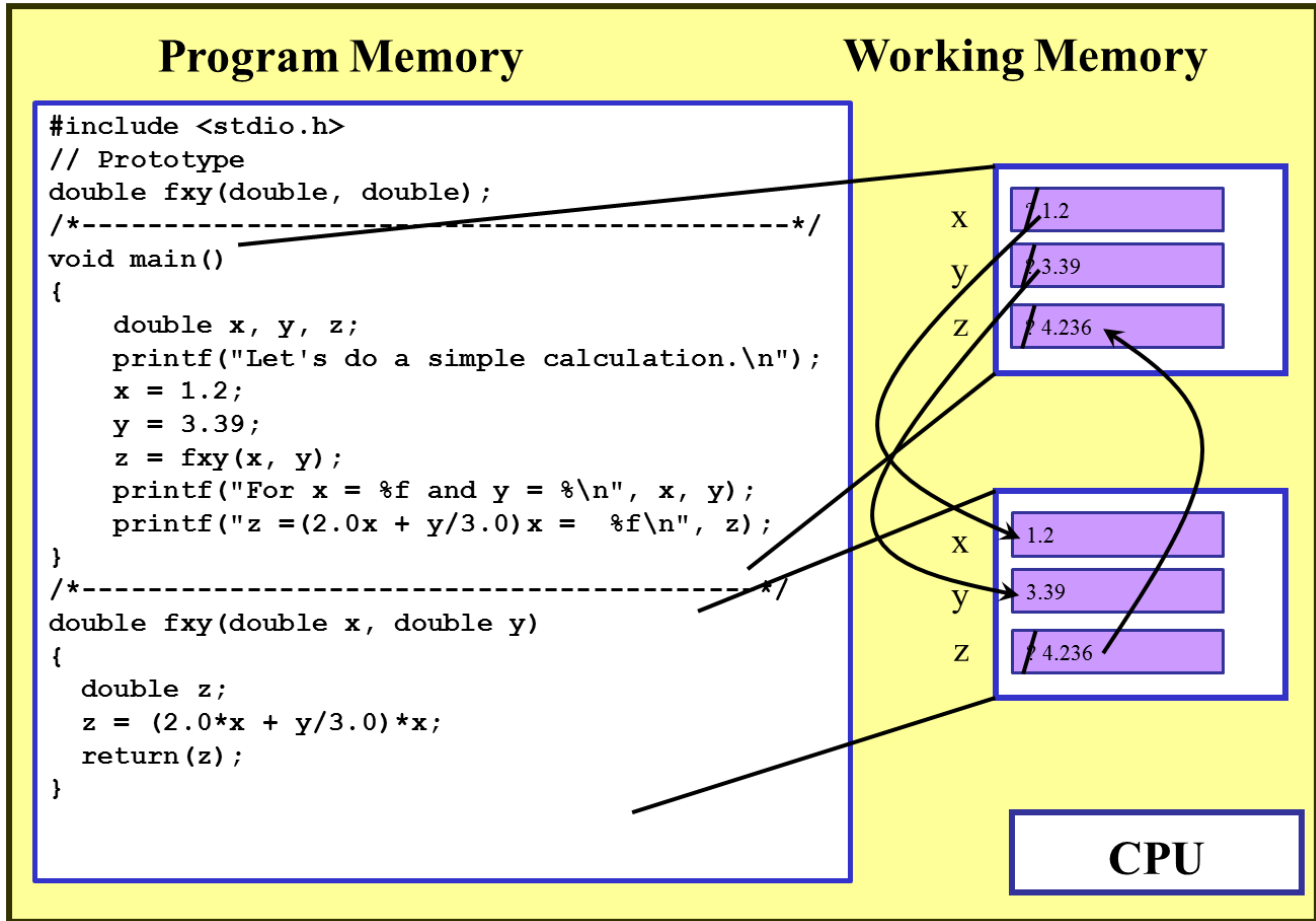 Program Memory
Working Memory
#include <stdio.h>
// Prototype
double fxy(double, double);
/*--------------------------------------------*/
void main()
{
    double x, y, z;
    printf("Let's do a simple calculation.\n");
    x = 1.2;
    y = 3.39;
    z = fxy(x, y);
    printf("For x = %f and y = %\n", x, y);
    printf("z =(2.0x + y/3.0)x =  %f\n", z);
}
/*------------------------------------------*/
double fxy(double x, double y)
{
  double z;
  z = (2.0*x + y/3.0)*x;
  return(z);
}
x ? 1.2
y ? 3.39
z ? 4.236
x 1.2
y 3.39
z ? 4.236
CPU